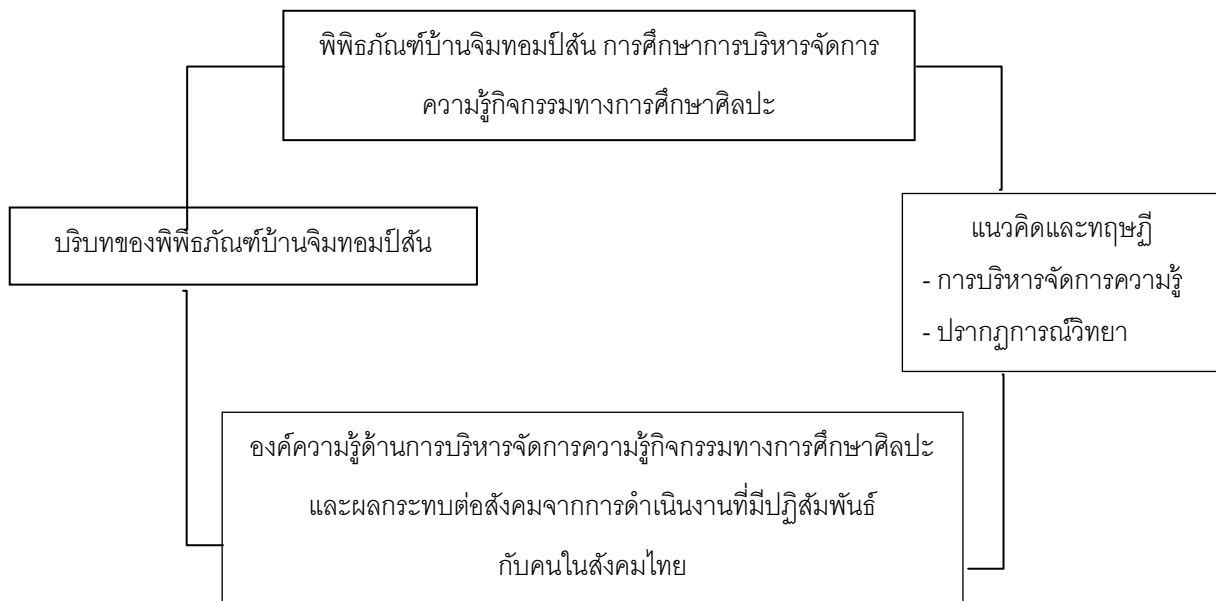 พิพิธภัณฑ์บ้านจิมทอมป์สัน การศึกษาการบริหารจัดการ
ความรู้กิจกรรมทางการศึกษาศิลปะ
บริบทของพิพิธภัณฑ์บ้านจิมทอมป์สัน
แนวคิดและทฤษฎี
- การบริหารจัดการความรู้
- ปรากฏการณ์วิทยา
องค์ความรู้ด้านการบริหารจัดการความรู้กิจกรรมทางการศึกษาศิลปะ
และผลกระทบต่อสังคมจากการดำเนินงานที่มีปฏิสัมพันธ์
กับคนในสังคมไทย